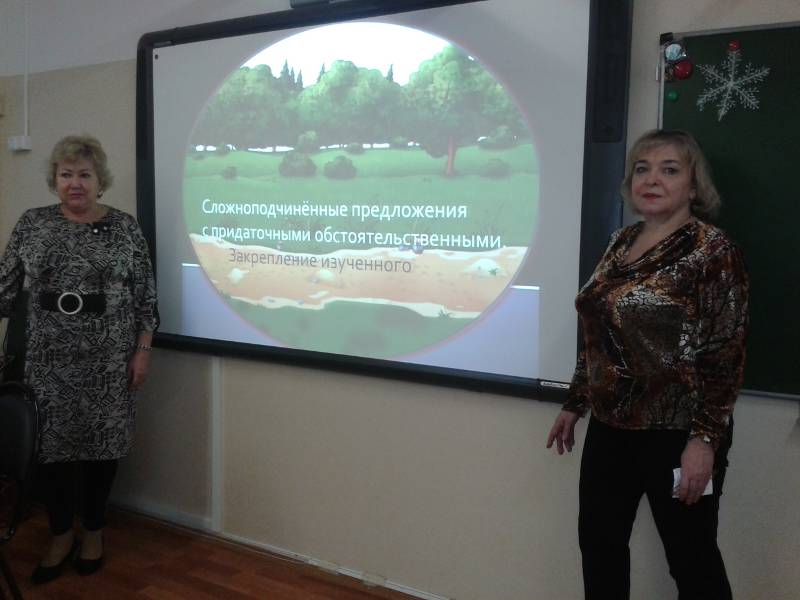 Сложноподчинённые предложения
с придаточными обстоятельственными
Закрепление изученного